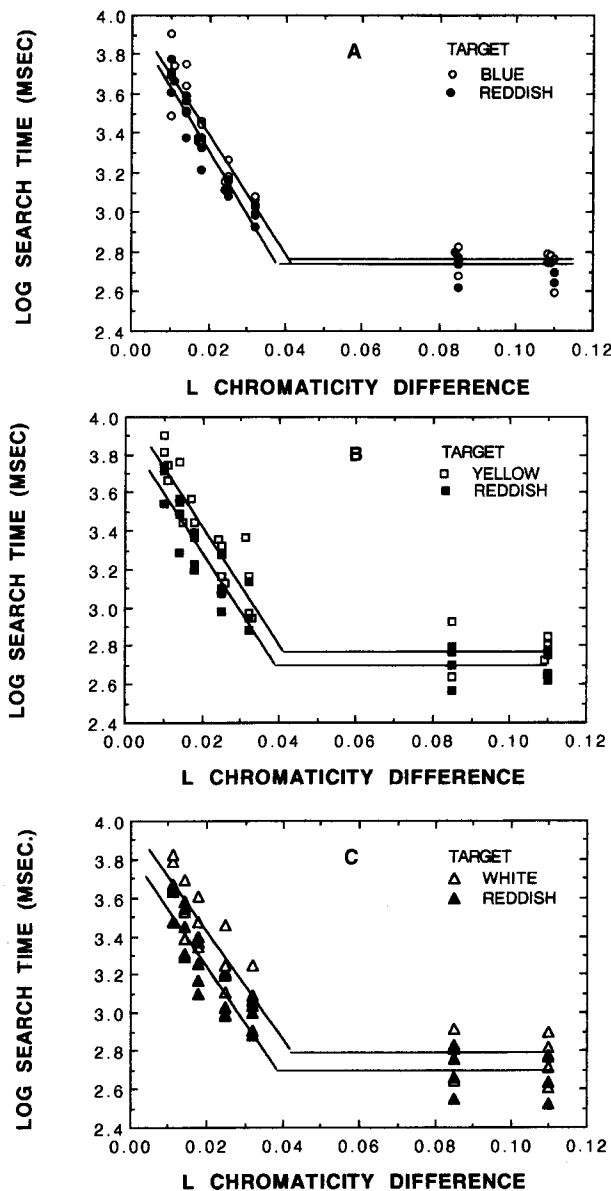 A
TARGET
BLUE
REDDISH
LOG SEARCH TIME (MSEC)
4.0
3.8
3.6
3.4
3.2
3.0
2.8
2.6
2.4
0.00 0.02 0.04 0.06 0.08 0.10 0.12
L CHROMATICITY DIFFERENCE
B
TARGET
YELLOW
REDDISH
LOG SEARCH TIME (MSEC)
4.0
3.8
3.6
3.4
3.2
3.0
2.8
2.6
2.4
0.00 0.02 0.04 0.06 0.08 0.10 0.12
L CHROMATICITY DIFFERENCE
C
TARGET
WHITE
REDDISH
LOG SEARCH TIME (MSEC.)
4.0
3.8
3.6
3.4
3.2
3.0
2.8
2.6
2.4
0.00 0.02 0.04 0.06 0.08 0.10 0.12
L CHROMATICITY DIFFERENCE